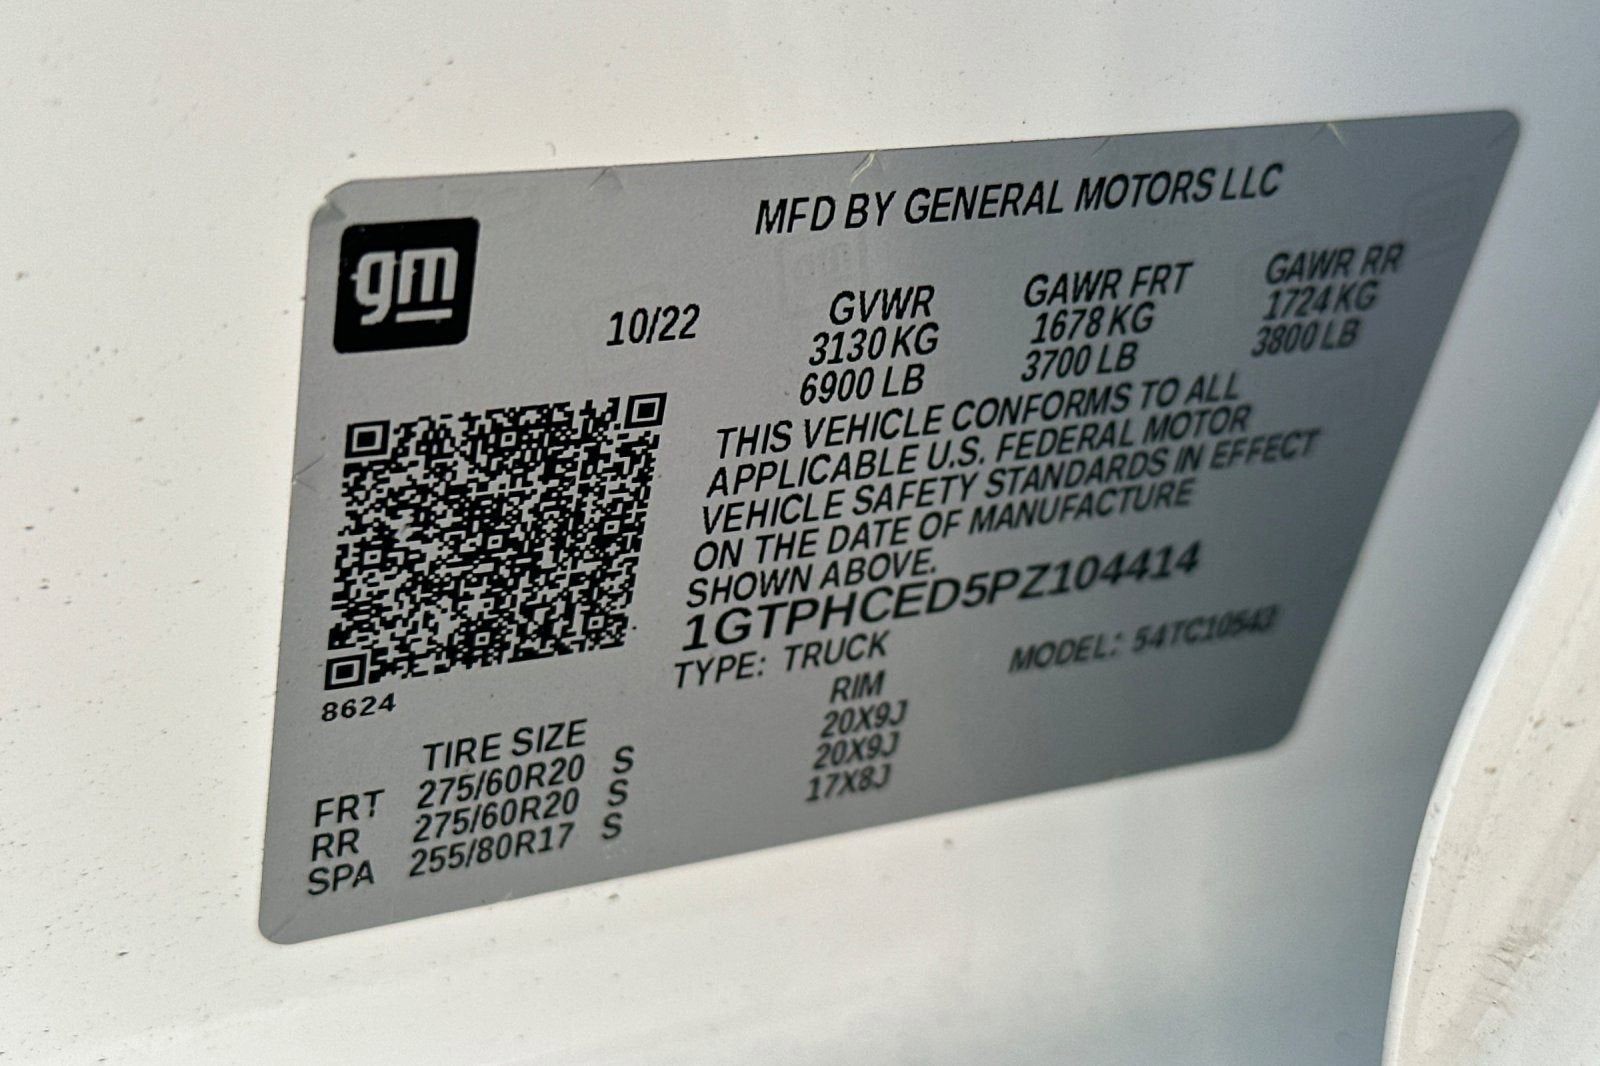 gm
MFD BY GENERAL MOTORS LLC
10/22
GVWR GAWR FRT GAWR RR
3130 KG 1678 KG 1724 KG
6900 LB 3700 LB 3800 LB
THIS VEHICLE CONFORMS TO ALL
APPLICABLE U.S. FEDERAL MOTOR
VEHICLE SAFETY STANDARDS IN EFFECT
ON THE DATE OF MANUFACTURE
SHOWN ABOVE.
1GTPHCED5PZ104414
TYPE: TRUCK MODEL: 54TC10543
8624
TIRE SIZE RIM
FRT 275/60R20 S 20X9J
RR 275/60R20 S 20X9J
SPA 255/80R17 S 17X8J